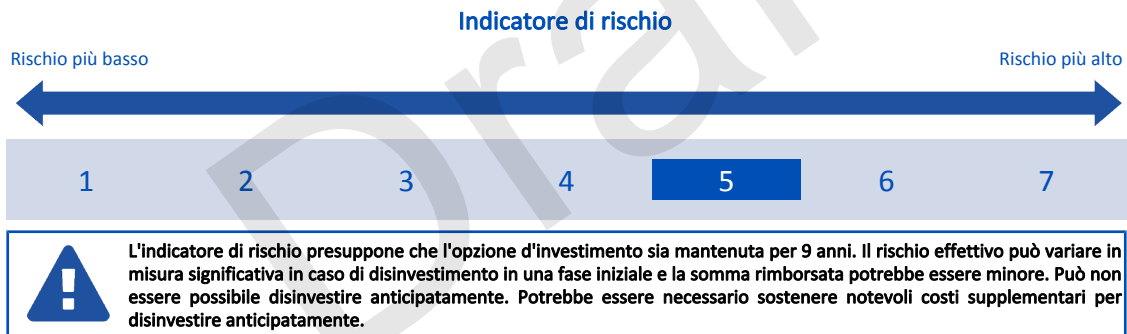 Indicatore di rischio
Rischio più basso
Rischio più alto
1 2 3 4 5 6 7
L'indicatore di rischio presuppone che l'opzione d'investimento sia mantenuta per 9 anni. Il rischio effettivo può variare in
misura significativa in caso di disinvestimento in una fase iniziale e la somma rimborsata potrebbe essere minore. Può non
essere possibile disinvestire anticipatamente. Potrebbe essere necessario sostenere notevoli costi supplementari per
disinvestire anticipatamente.